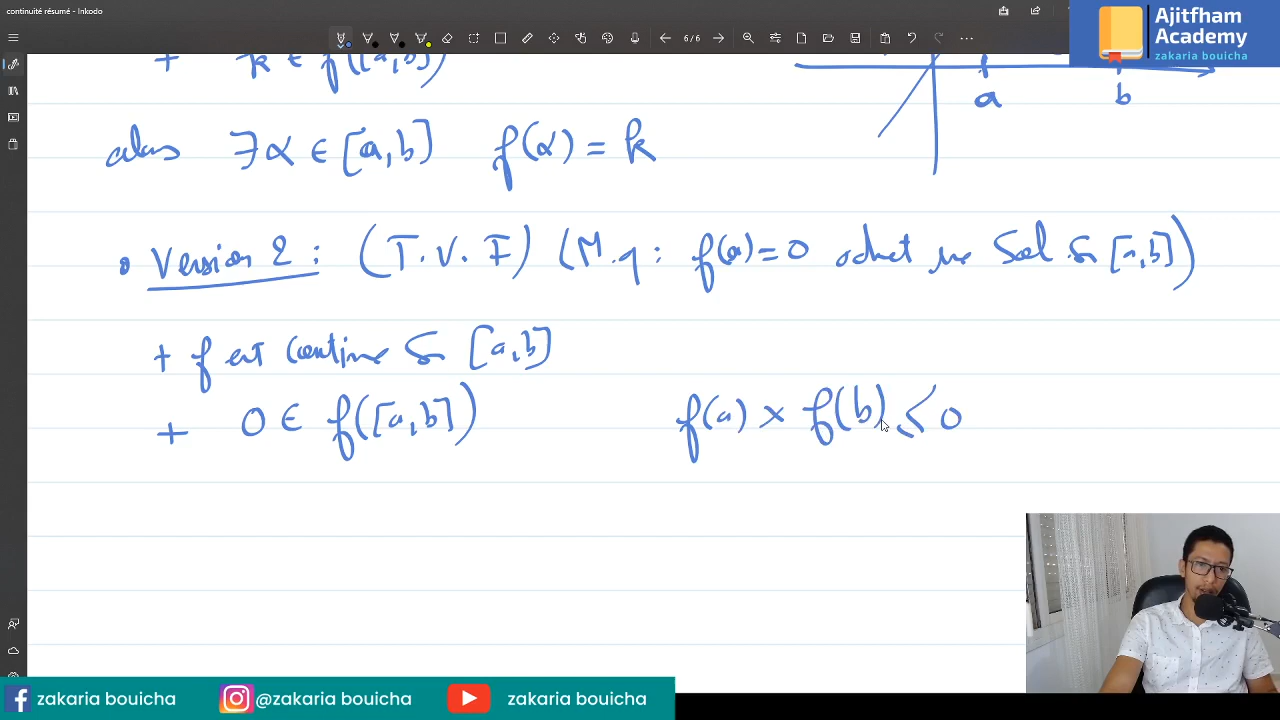 continuité résumé - Inkodo
6/6
Ajitfham
Academy
zakaria bouicha
+ k ∈ f([a,b])
a b
alors ∃α ∈ [a,b] f(α) = k
• Version 2 : (T.V.I) (M.q : f(x)=0 admet une Sol sur [a,b])
+ f est continue sur [a,b]
+ 0 ∈ f([a,b]) f(a) × f(b) ≤ 0
zakaria bouicha @zakaria bouicha zakaria bouicha